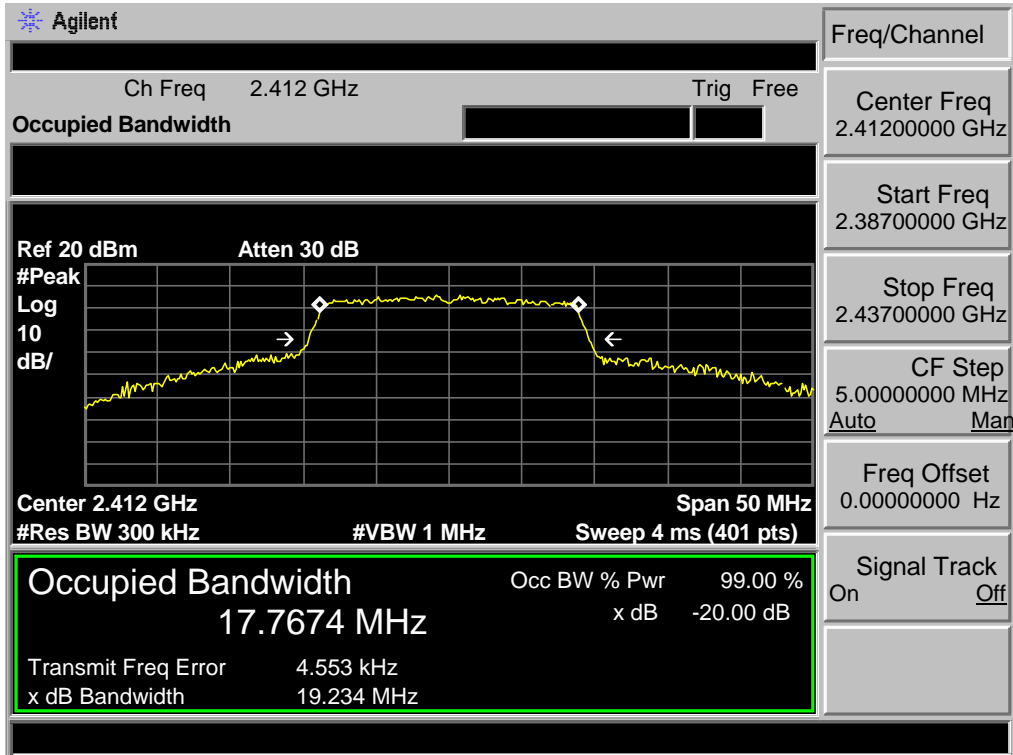 Agilent
Freq/Channel
Ch Freq 2.412 GHz Trig Free
Occupied Bandwidth
Center Freq
2.41200000 GHz
Start Freq
2.38700000 GHz
Stop Freq
2.43700000 GHz
CF Step
5.00000000 MHz
Auto Man
Freq Offset
0.00000000 Hz
Signal Track
On Off
Ref 20 dBm Atten 30 dB
#Peak
Log
10
dB/
Center 2.412 GHz Span 50 MHz
#Res BW 300 kHz #VBW 1 MHz Sweep 4 ms (401 pts)
Occupied Bandwidth Occ BW % Pwr 99.00 %
17.7674 MHz x dB -20.00 dB
Transmit Freq Error 4.553 kHz
x dB Bandwidth 19.234 MHz